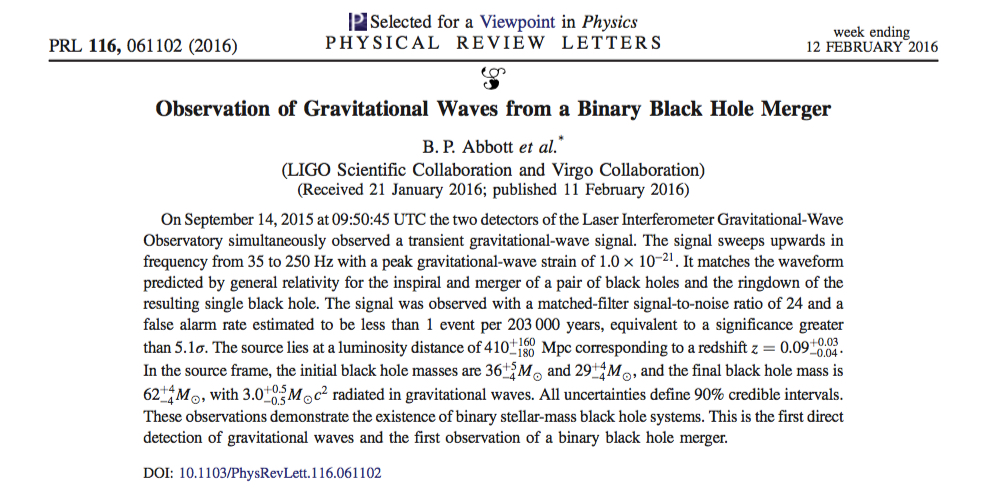 Selected for a Viewpoint in Physics
PRL 116, 061102 (2016)
PHYSICAL REVIEW LETTERS
week ending
12 FEBRUARY 2016
Observation of Gravitational Waves from a Binary Black Hole Merger
B. P. Abbott et al.*
(LIGO Scientific Collaboration and Virgo Collaboration)
(Received 21 January 2016; published 11 February 2016)
On September 14, 2015 at 09:50:45 UTC the two detectors of the Laser Interferometer Gravitational-Wave
Observatory simultaneously observed a transient gravitational-wave signal. The signal sweeps upwards in
frequency from 35 to 250 Hz with a peak gravitational-wave strain of 1.0 × 10⁻²¹. It matches the waveform
predicted by general relativity for the inspiral and merger of a pair of black holes and the ringdown of the
resulting single black hole. The signal was observed with a matched-filter signal-to-noise ratio of 24 and a
false alarm rate estimated to be less than 1 event per 203 000 years, equivalent to a significance greater
than 5.1σ. The source lies at a luminosity distance of 410⁺¹⁶⁰₋₁₈₀ Mpc corresponding to a redshift z = 0.09⁺⁰·⁰³₋₀.₀₄.
In the source frame, the initial black hole masses are 36⁺⁵₋₄M⊙ and 29⁺⁴₋₄M⊙, and the final black hole mass is
62⁺⁴₋₄M⊙, with 3.0⁺⁰·⁵₋₀.₅M⊙c² radiated in gravitational waves. All uncertainties define 90% credible intervals.
These observations demonstrate the existence of binary stellar-mass black hole systems. This is the first direct
detection of gravitational waves and the first observation of a binary black hole merger.
DOI: 10.1103/PhysRevLett.116.061102